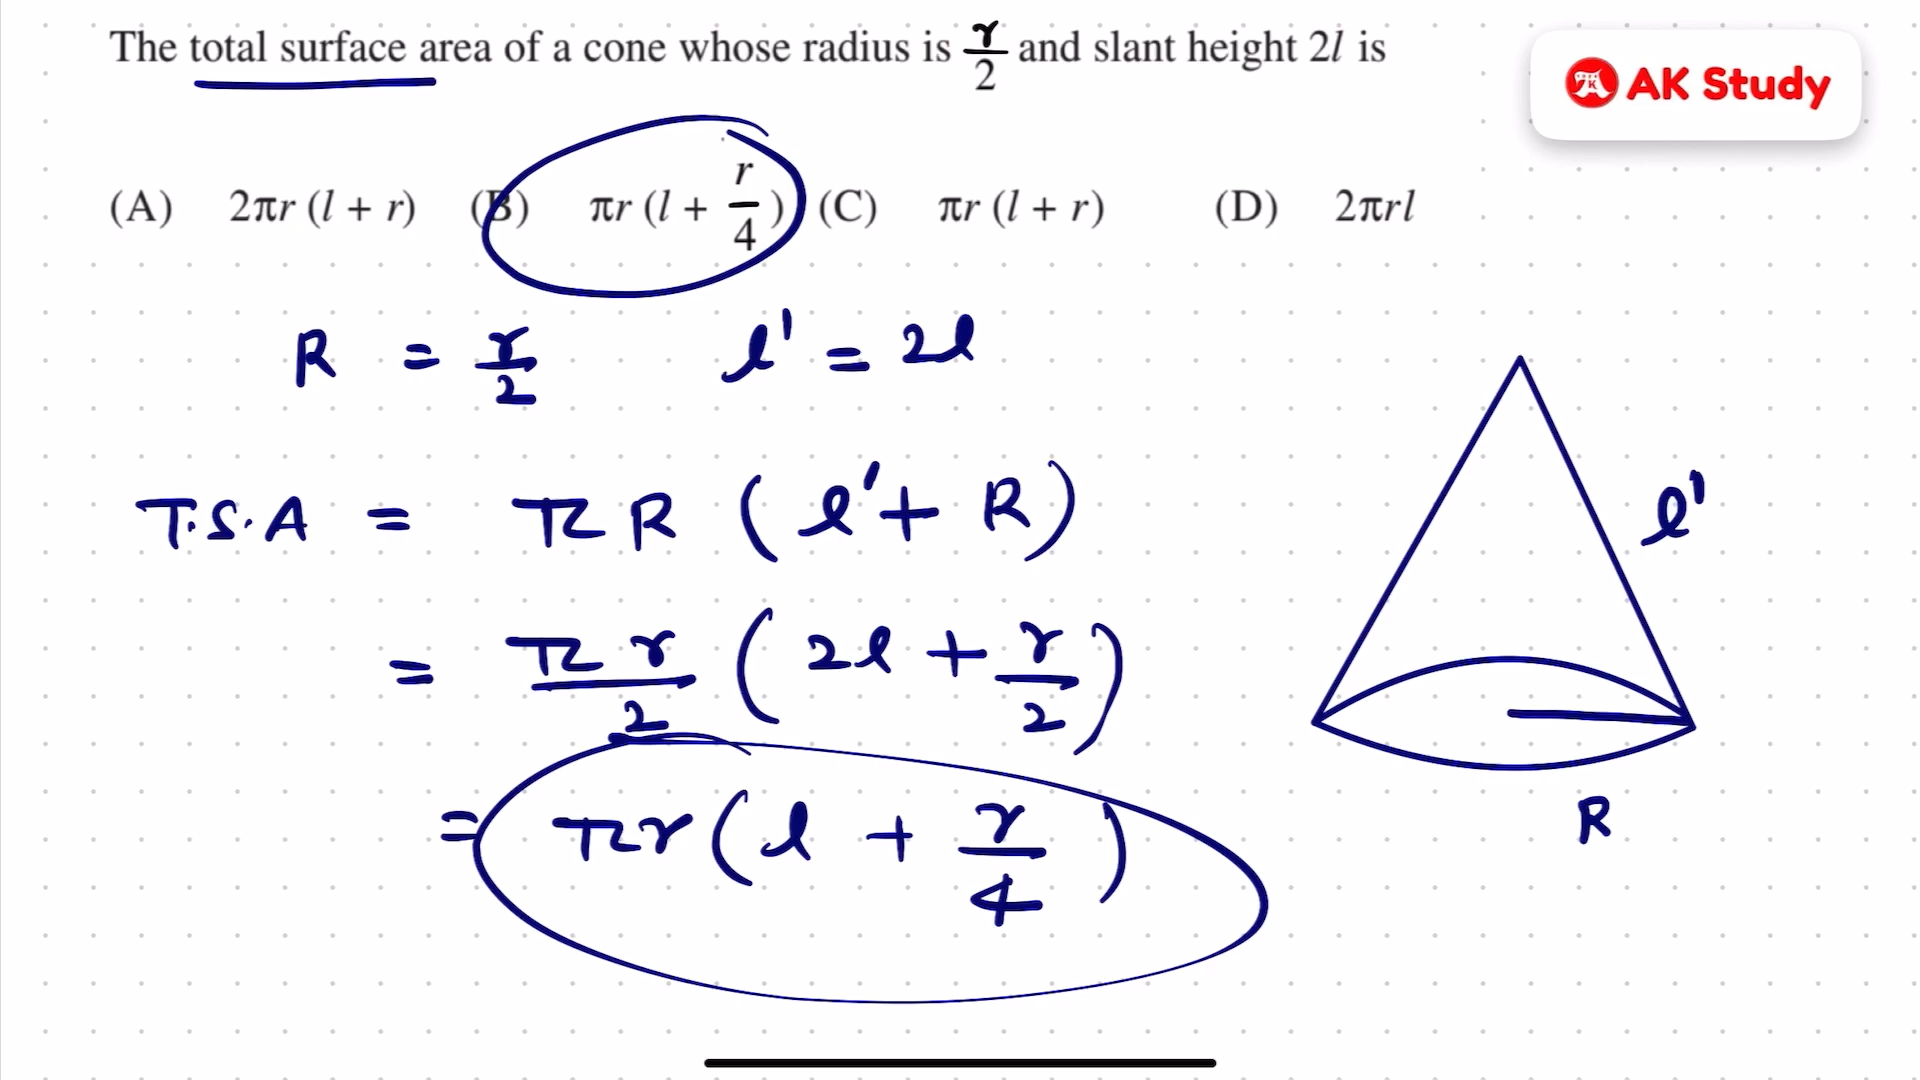 The total surface area of a cone whose radius is r/2 and slant height 2l is
AK Study
(A) 2πr (l + r) (B) πr (l + r/4) (C) πr (l + r) (D) 2πrl
R = r/2 l' = 2l
T.S.A = πR (l' + R)
l'
= πr/2 (2l + r/2)
= πr (l + r/4)
R